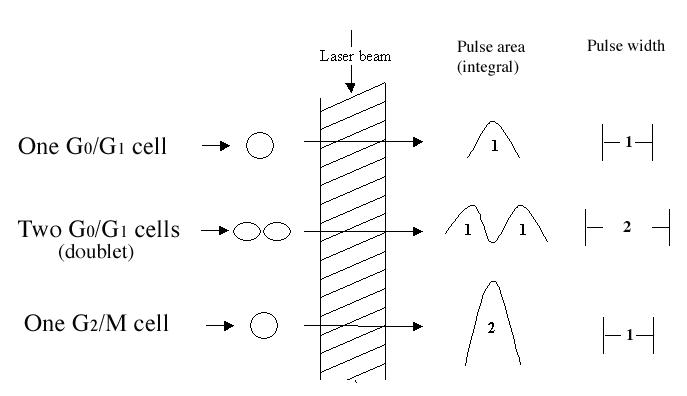 Laser beam
Pulse area
(integral)
Pulse width
One G0/G1 cell
1
1
Two G0/G1 cells
(doublet)
1
1
2
One G2/M cell
2
1